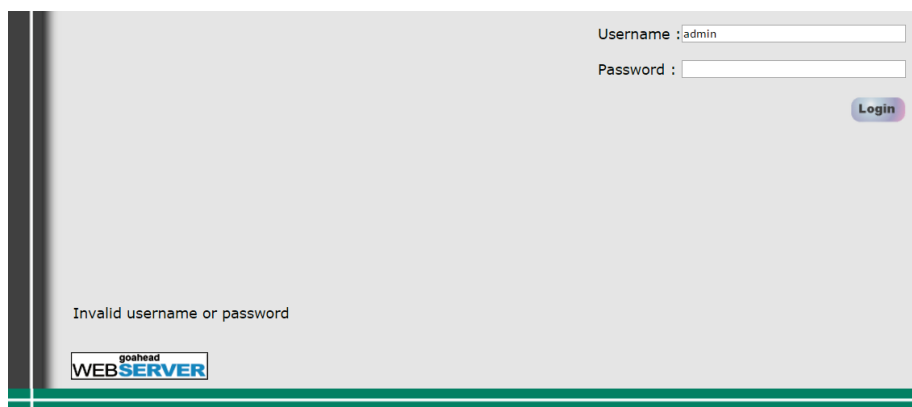 Username : admin
Password :
Login
Invalid username or password
goahead
WEBSERVER